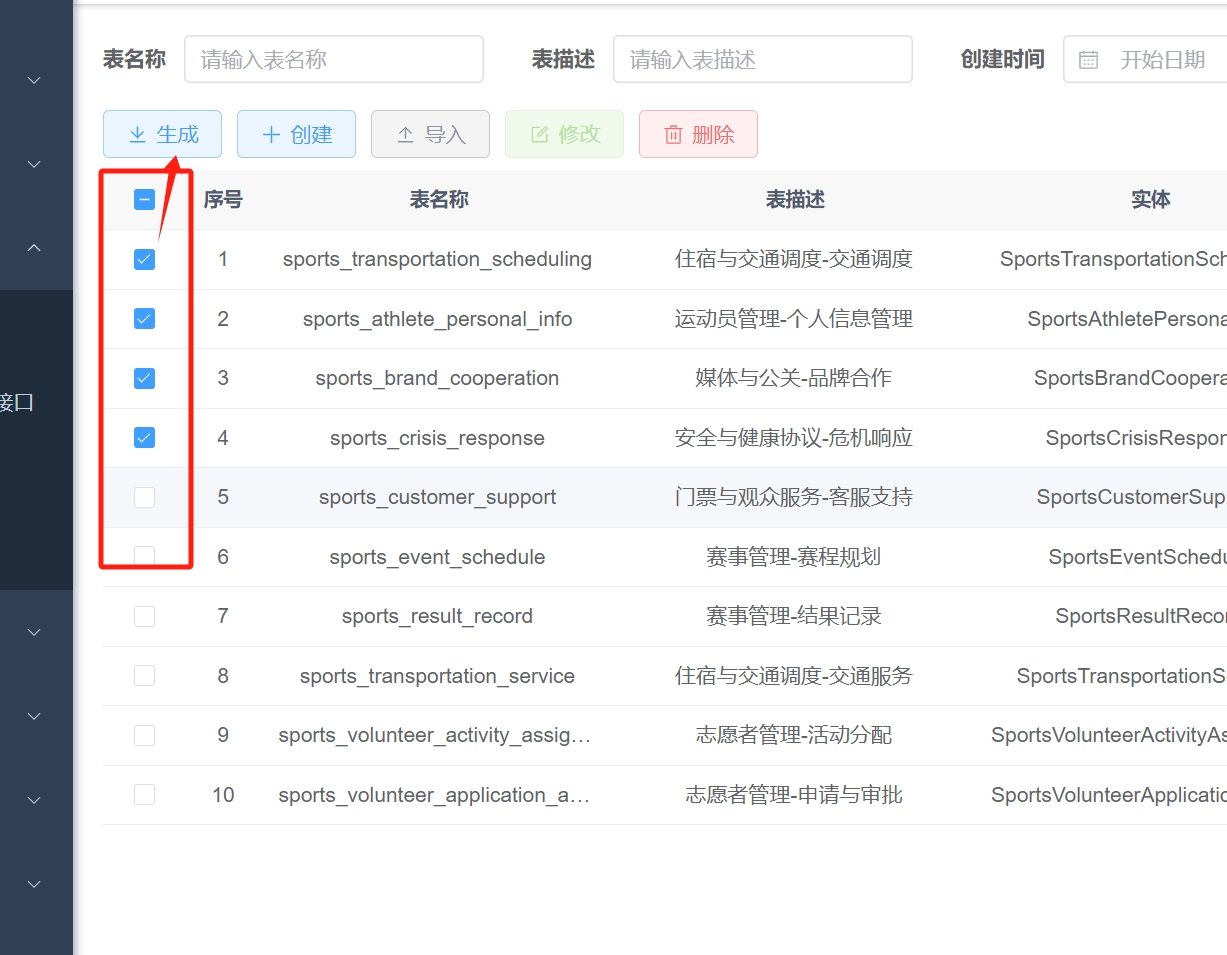 表名称 请输入表名称 表描述 请输入表描述 创建时间 开始日期
生成 创建 导入 修改 删除
序号 表名称 表描述 实体
1 sports_transportation_scheduling 住宿与交通调度-交通调度 SportsTransportationSch
2 sports_athlete_personal_info 运动员管理-个人信息管理 SportsAthletePersona
3 sports_brand_cooperation 媒体与公关-品牌合作 SportsBrandCoopera
接口
4 sports_crisis_response 安全与健康协议-危机响应 SportsCrisisRespon
5 sports_customer_support 门票与观众服务-客服支持 SportsCustomerSup
6 sports_event_schedule 赛事管理-赛程规划 SportsEventSchedu
7 sports_result_record 赛事管理-结果记录 SportsResultRecor
8 sports_transportation_service 住宿与交通调度-交通服务 SportsTransportationS
9 sports_volunteer_activity_assig… 志愿者管理-活动分配 SportsVolunteerActivityAs
10 sports_volunteer_application_a… 志愿者管理-申请与审批 SportsVolunteerApplicatio